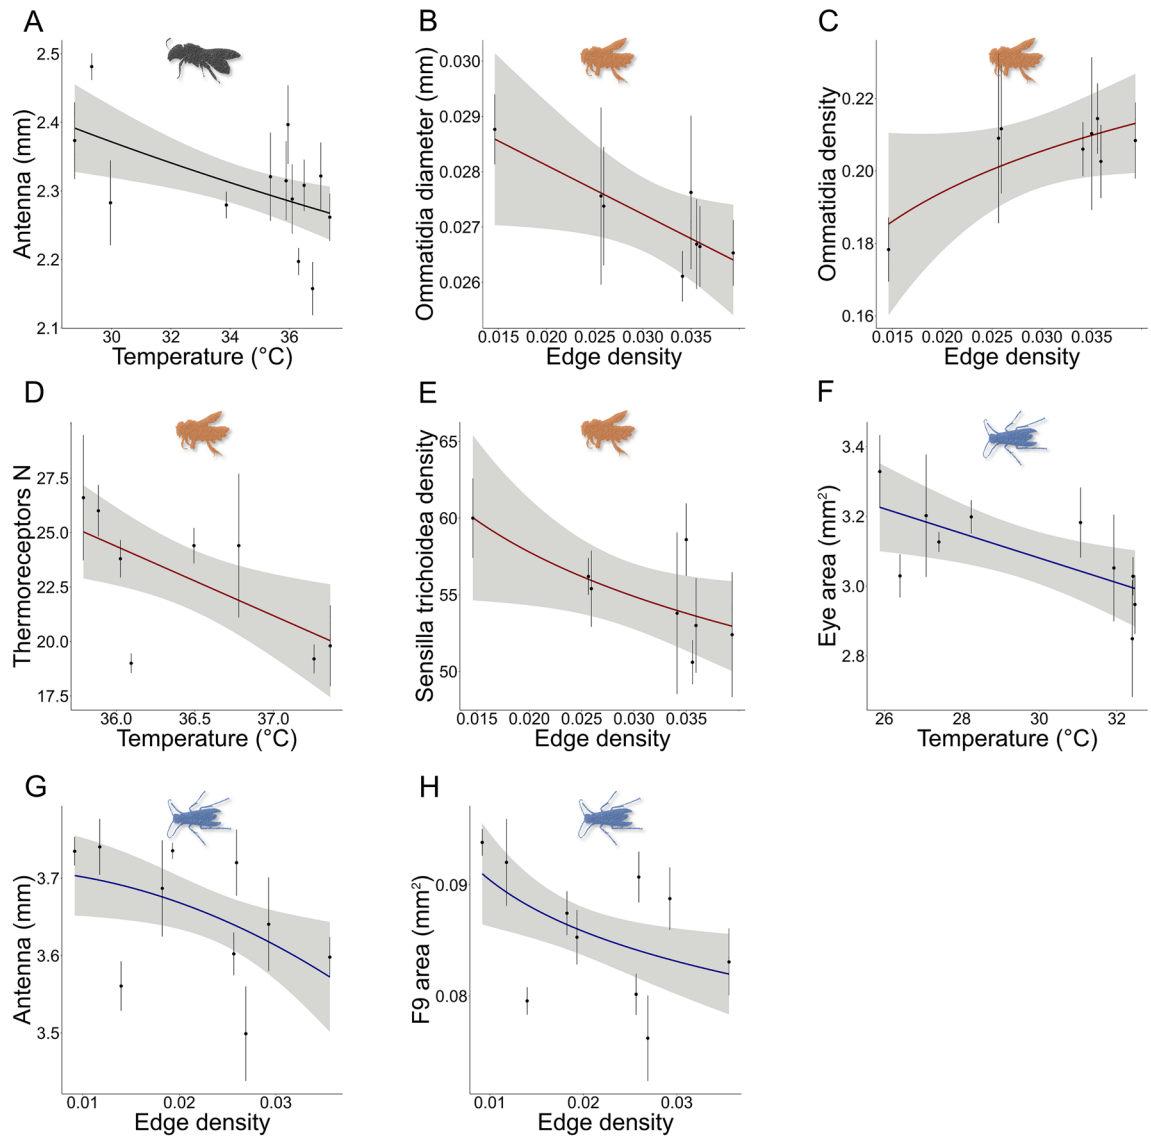 A
Antenna (mm)
2.5
2.4
2.3
2.2
2.1
30 32 34 36
Temperature (°C)
B
Ommatidia diameter (mm)
0.030
0.029
0.028
0.027
0.026
0.015 0.020 0.025 0.030 0.035
Edge density
C
Ommatidia density
0.22
0.20
0.18
0.16
0.015 0.020 0.025 0.030 0.035
Edge density
D
Thermoreceptors N
27.5
25.0
22.5
20.0
17.5
36.0 36.5 37.0
Temperature (°C)
E
Sensilla trichoidea density
65
60
55
50
0.015 0.020 0.025 0.030 0.035
Edge density
F
Eye area (mm²)
3.4
3.2
3.0
2.8
26 28 30 32
Temperature (°C)
G
Antenna (mm)
3.7
3.6
3.5
0.01 0.02 0.03
Edge density
H
F9 area (mm²)
0.09
0.08
0.01 0.02 0.03
Edge density